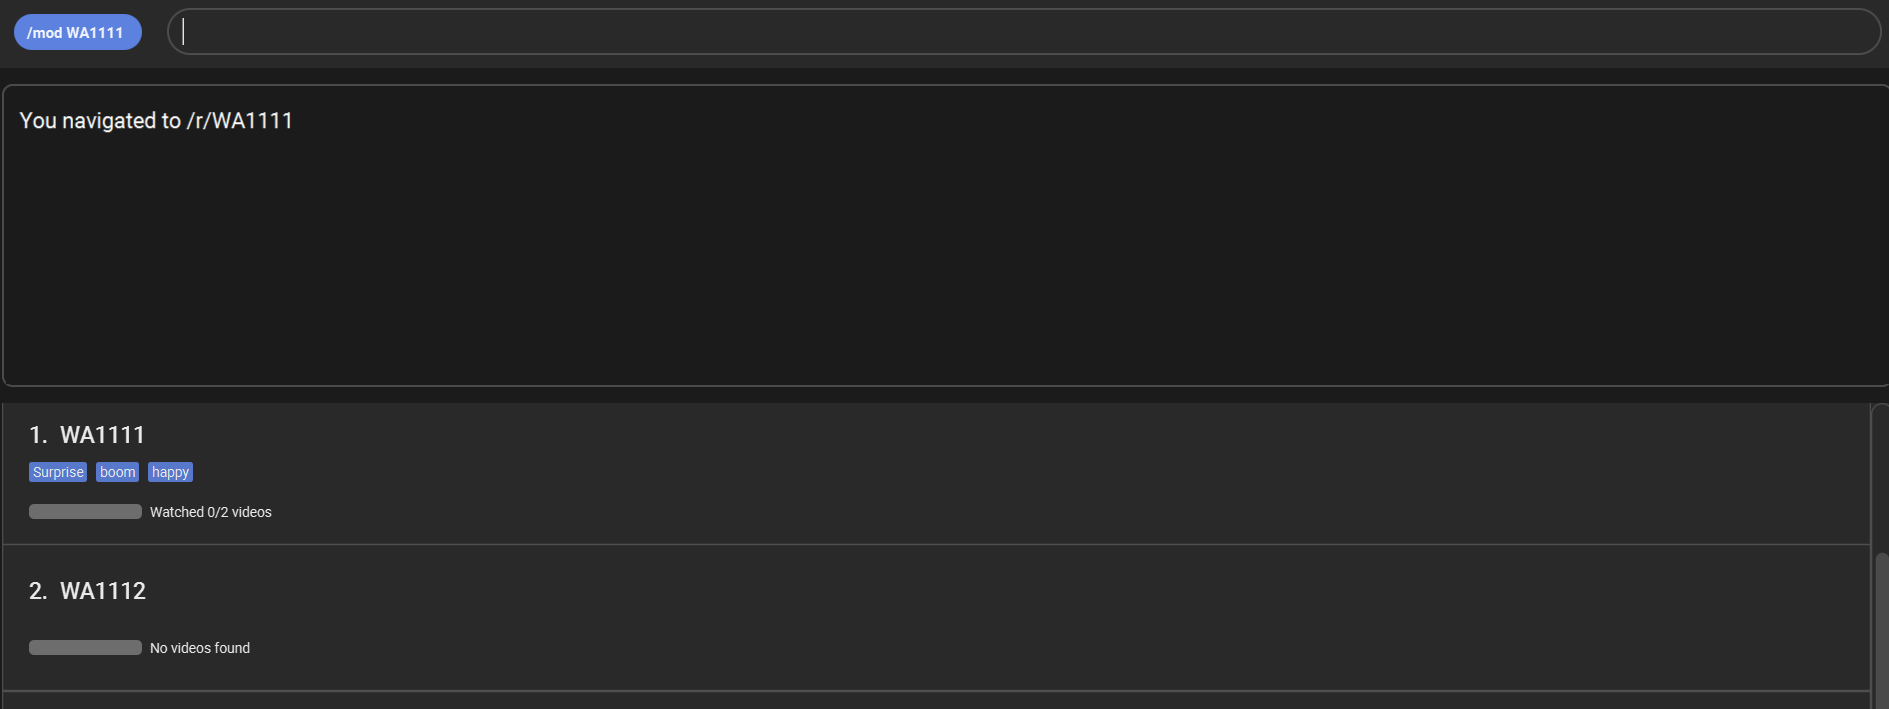 /mod WA1111
You navigated to /r/WA1111
1. WA1111
Surprise boom happy
Watched 0/2 videos
2. WA1112
No videos found